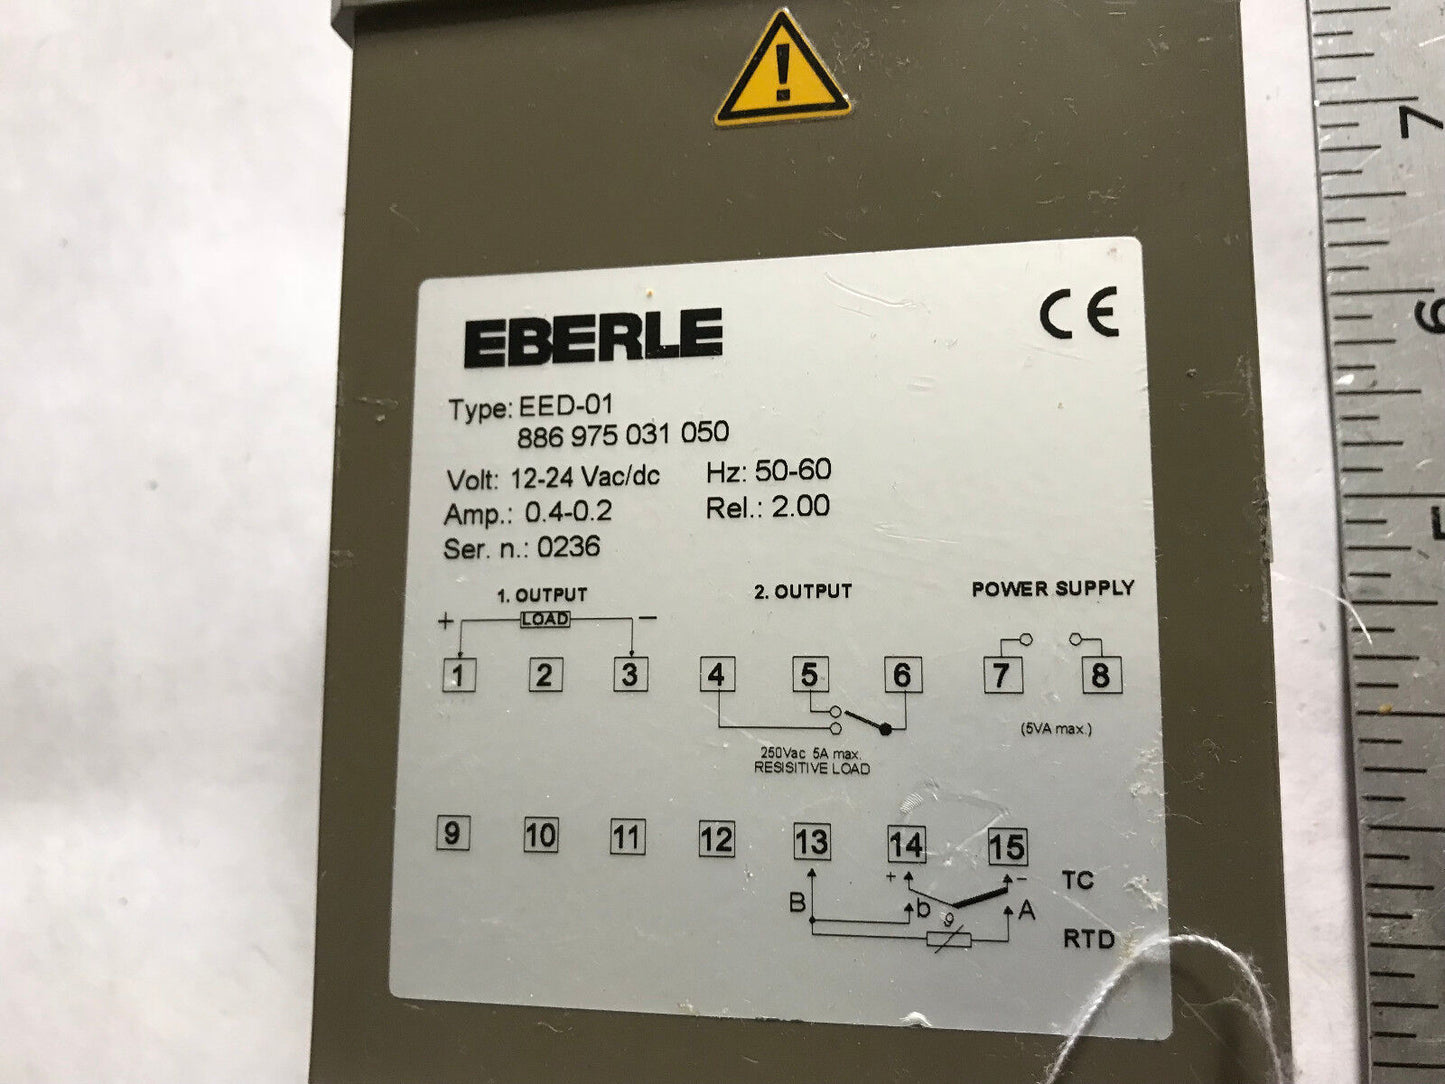 EBERLE
CE
Type: EED-01
886 975 031 050
Volt: 12-24 Vac/dc Hz: 50-60
Amp.: 0.4-0.2 Rel.: 2.00
Ser. n.: 0236
1. OUTPUT 2. OUTPUT POWER SUPPLY
+ LOAD −
1 2 3 4 5 6 7 8
250Vac 5A max. (5VA max.)
RESISITIVE LOAD
9 10 11 12 13 14 15
+ − TC
B b A
9
RTD
7
6